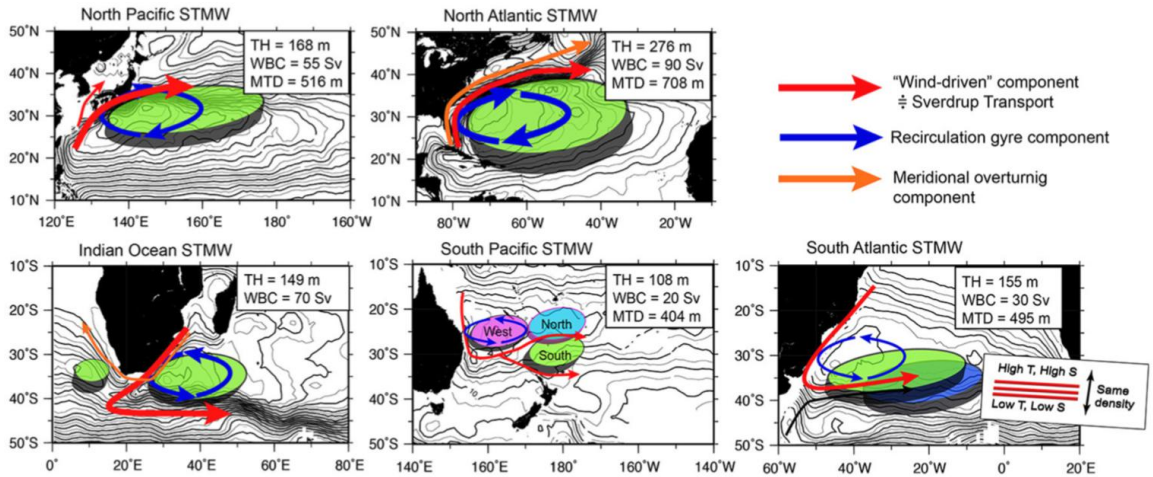 North Pacific STMW
50°N
40°N
30°N
20°N
10°N
120°E
140°E
160°E
180°
160°W
TH = 168 m
WBC = 55 Sv
MTD = 516 m
North Atlantic STMW
50°N
40°N
30°N
20°N
10°N
80°W
60°W
40°W
20°W
TH = 276 m
WBC = 90 Sv
MTD = 708 m
"Wind-driven" component
≑ Sverdrup Transport
Recirculation gyre component
Meridional overturnig
component
Indian Ocean STMW
10°S
20°S
30°S
40°S
50°S
0°
20°E
40°E
60°E
80°E
TH = 149 m
WBC = 70 Sv
South Pacific STMW
10°S
20°S
30°S
40°S
50°S
140°E
160°E
180°
160°W
TH = 108 m
WBC = 20 Sv
MTD = 404 m
West
North
South
South Atlantic STMW
10°S
20°S
30°S
40°S
50°S
60°W
40°W
20°W
0°
20°E
TH = 155 m
WBC = 30 Sv
MTD = 495 m
High T, High S
Low T, Low S
Same
density